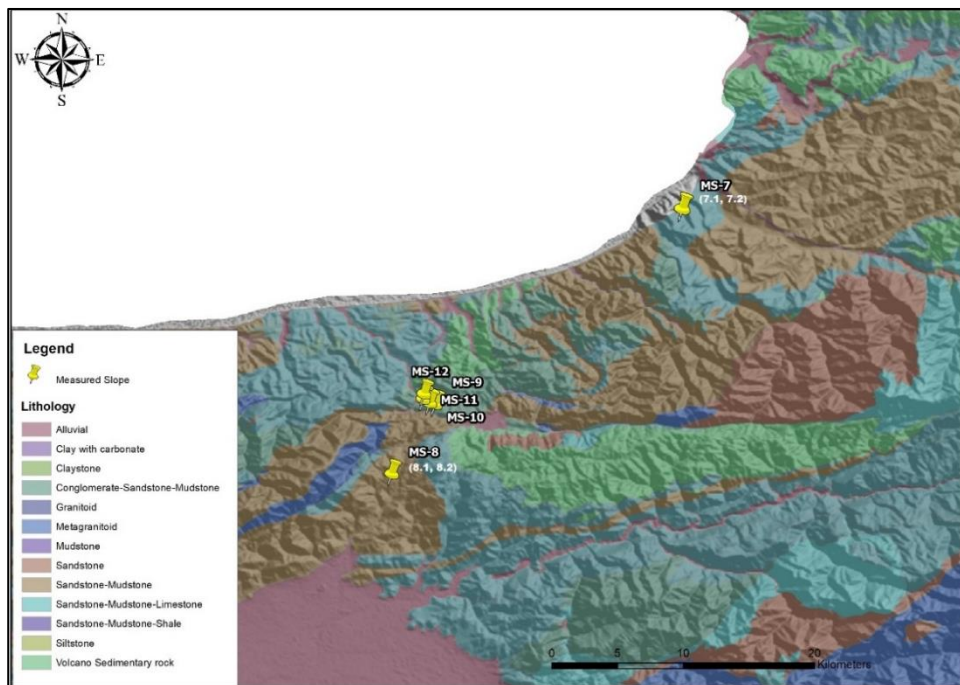 N
W E
S
MS-7
(7.1, 7.2)
MS-12
MS-9
MS-11
MS-10
MS-8
(8.1, 8.2)
Legend
Measured Slope
Lithology
Alluvial
Clay with carbonate
Claystone
Conglomerate-Sandstone-Mudstone
Granitoid
Metagranitoid
Mudstone
Sandstone
Sandstone-Mudstone
Sandstone-Mudstone-Limestone
Sandstone-Mudstone-Shale
Siltstone
Volcano Sedimentary rock
0 5 10 20
Kilometers